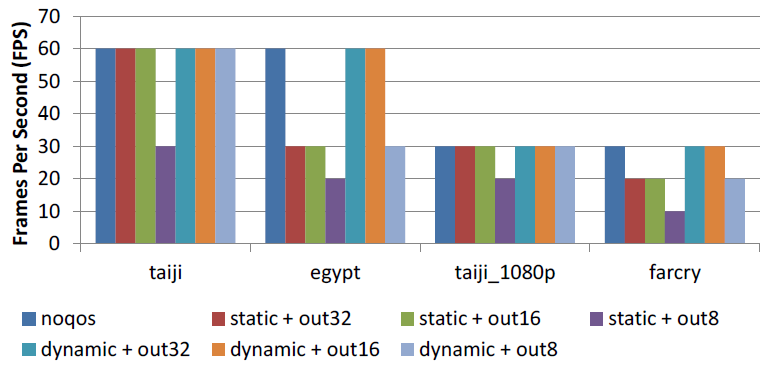 Frames Per Second (FPS)
70
60
50
40
30
20
10
0
taiji egypt taiji_1080p farcry
noqos static + out32 static + out16 static + out8
dynamic + out32 dynamic + out16 dynamic + out8